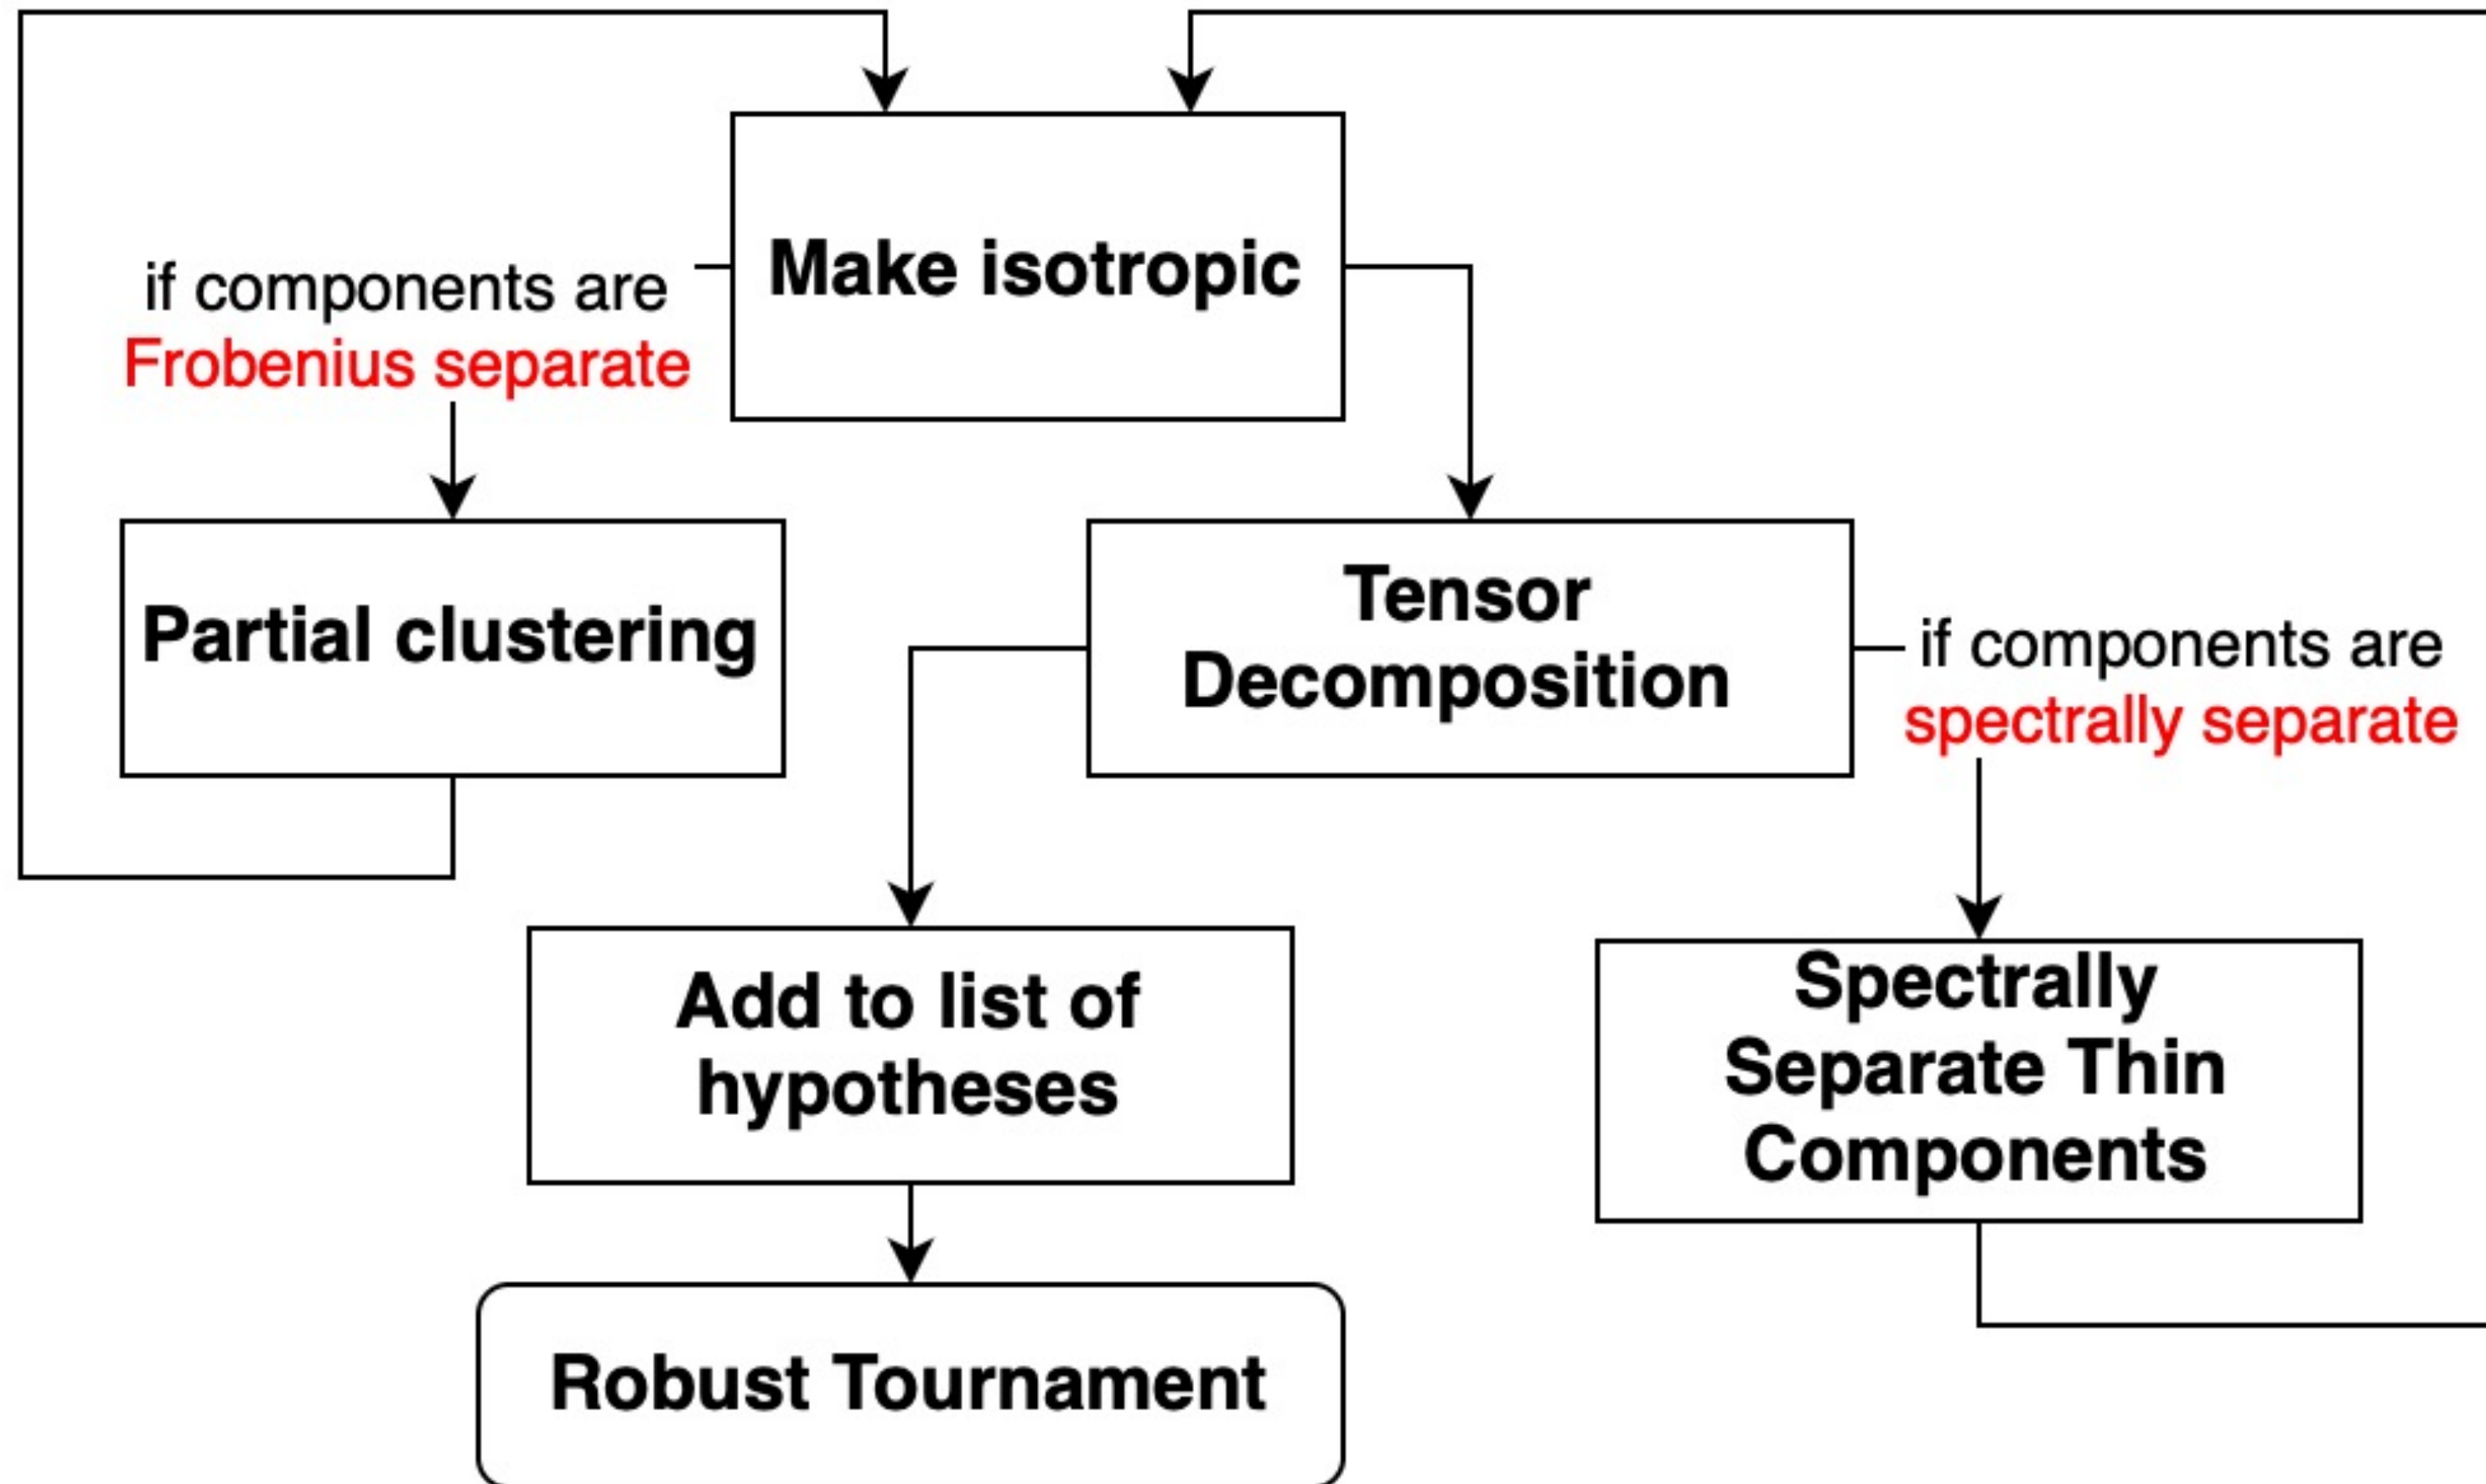 Make isotropic
if components are
Frobenius separate
Partial clustering
Tensor
Decomposition
if components are
spectrally separate
Add to list of
hypotheses
Spectrally
Separate Thin
Components
Robust Tournament